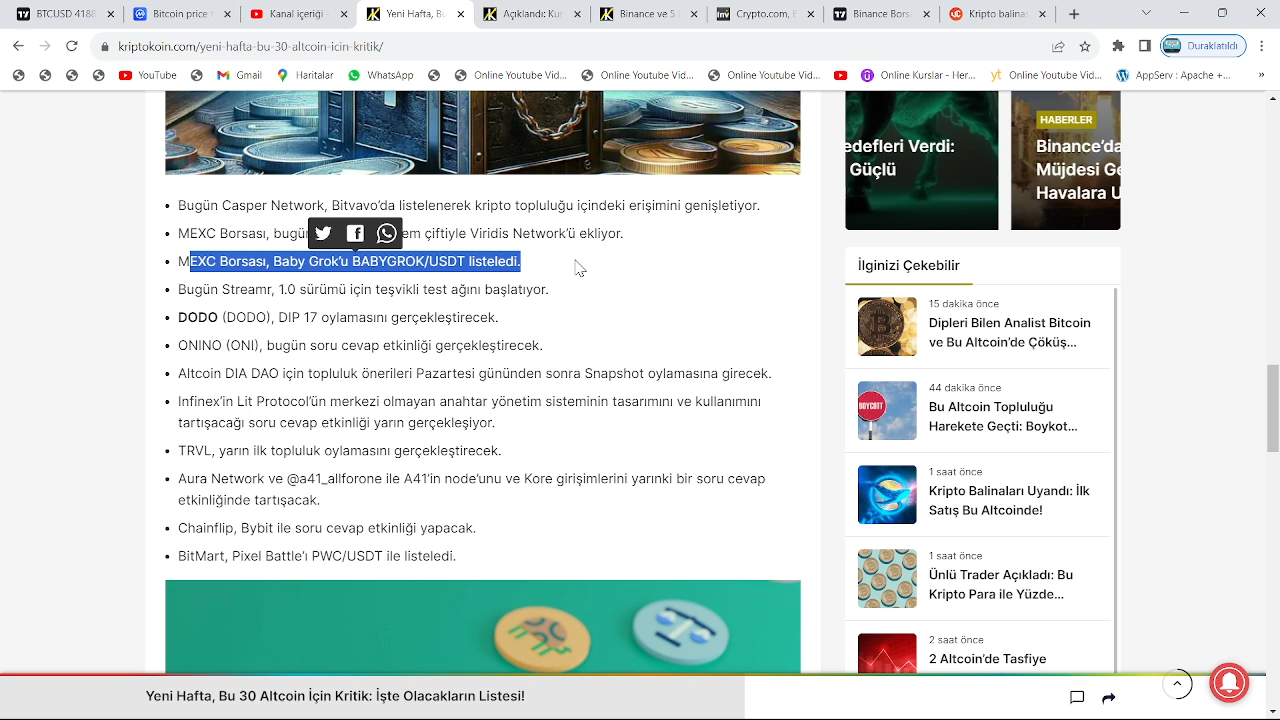 BTCUSD 4188
Bitcoin price t
Kanal içeriği -
Yeni Hafta, Bu
Açıklandı: Kur
Binance ve 5 B
Crypto.com, E
Binance Borsa
Kripto balinas
kriptokoin.com/yeni-hafta-bu-30-altcoin-icin-kritik/
Duraklatıldı
YouTube
Gmail
Haritalar
WhatsApp
Online Youtube Vid...
Online Youtube Vid...
Online Youtube Vid...
Online Kurslar - Her...
yt Online Youtube Vid...
AppServ : Apache +...
»
Bugün Casper Network, Bitvavo’da listelenerek kripto topluluğu içindeki erişimini genişletiyor.
MEXC Borsası, bugün em çiftiyle Viridis Network’ü ekliyor.
MEXC Borsası, Baby Grok’u BABYGROK/USDT listeledi.
Bugün Streamr, 1.0 sürümü için teşvikli test ağını başlatıyor.
DODO (DODO), DIP 17 oylamasını gerçekleştirecek.
ONINO (ONI), bugün soru cevap etkinliği gerçekleştirecek.
Altcoin DIA DAO için topluluk önerileri Pazartesi gününden sonra Snapshot oylamasına girecek.
Infinex’in Lit Protocol’ün merkezi olmayan anahtar yönetim sisteminin tasarımını ve kullanımını
tartışacağı soru cevap etkinliği yarın gerçekleşiyor.
TRVL, yarın ilk topluluk oylamasını gerçekleştirecek.
Aura Network ve @a41_allforone ile A41’in node’unu ve Kore girişimlerini yarınki bir soru cevap
etkinliğinde tartışacak.
Chainflip, Bybit ile soru cevap etkinliği yapacak.
BitMart, Pixel Battle’ı PWC/USDT ile listeledi.
edefleri Verdi:
Güçlü
HABERLER
Binance’da
Müjdesi Ge
Havalara U
İlginizi Çekebilir
15 dakika önce
Dipleri Bilen Analist Bitcoin
ve Bu Altcoin’de Çöküş...
BOYCOTT
44 dakika önce
Bu Altcoin Topluluğu
Harekete Geçti: Boykot...
1 saat önce
Kripto Balinaları Uyandı: İlk
Satış Bu Altcoinde!
1 saat önce
Ünlü Trader Açıkladı: Bu
Kripto Para ile Yüzde...
2 saat önce
2 Altcoin’de Tasfiye
Yeni Hafta, Bu 30 Altcoin İçin Kritik: İşte Olacakların Listesi!